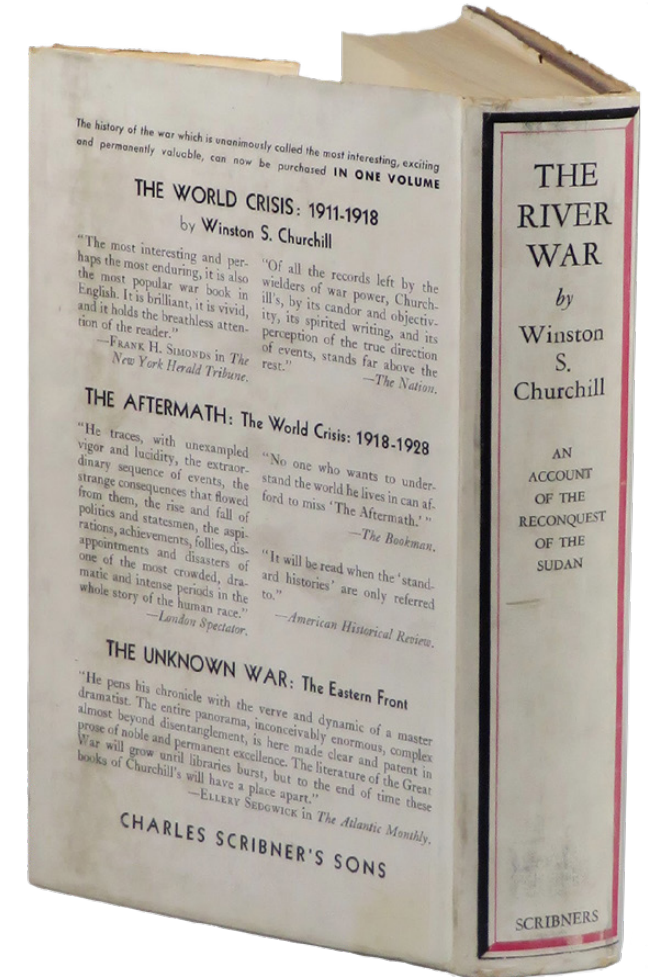 The history of the war which is unanimously called the most interesting, exciting
and permanently valuable, can now be purchased IN ONE VOLUME
THE WORLD CRISIS: 1911-1918
by Winston S. Churchill
"The most interesting and per-
haps the most enduring, it is also
the most popular war book in
English. It is brilliant, it is vivid,
and it holds the breathless atten-
tion of the reader."
—FRANK H. SIMONDS in The
New York Herald Tribune.
"Of all the records left by the
wielders of war power, Church-
ill's, by its candor and objectiv-
ity, its spirited writing, and its
perception of the true direction
of events, stands far above the
rest."
—The Nation.
THE AFTERMATH: The World Crisis: 1918-1928
"He traces, with unexampled
vigor and lucidity, the extraor-
dinary sequence of events, the
strange consequences that flowed
from them, the rise and fall of
politics and statesmen, the aspi-
rations, achievements, follies, dis-
appointments and disasters of
one of the most crowded, dra-
matic and intense periods in the
whole story of the human race."
—London Spectator.
"No one who wants to under-
stand the world he lives in can af-
ford to miss 'The Aftermath.'"
—The Bookman.
"It will be read when the 'stand-
ard histories' are only referred
to."
—American Historical Review.
THE UNKNOWN WAR: The Eastern Front
"He pens his chronicle with the verve and dynamic of a master
dramatist. The entire panorama, inconceivably enormous, complex
almost beyond disentanglement, is here made clear and patent in
prose of noble and permanent excellence. The literature of the Great
War will grow until libraries burst, but to the end of time these
books of Churchill's will have a place apart."
—ELLERY SEDGWICK in The Atlantic Monthly.
CHARLES SCRIBNER'S SONS
THE
RIVER
WAR
by
Winston
S.
Churchill
AN
ACCOUNT
OF THE
RECONQUEST
OF THE
SUDAN
SCRIBNERS